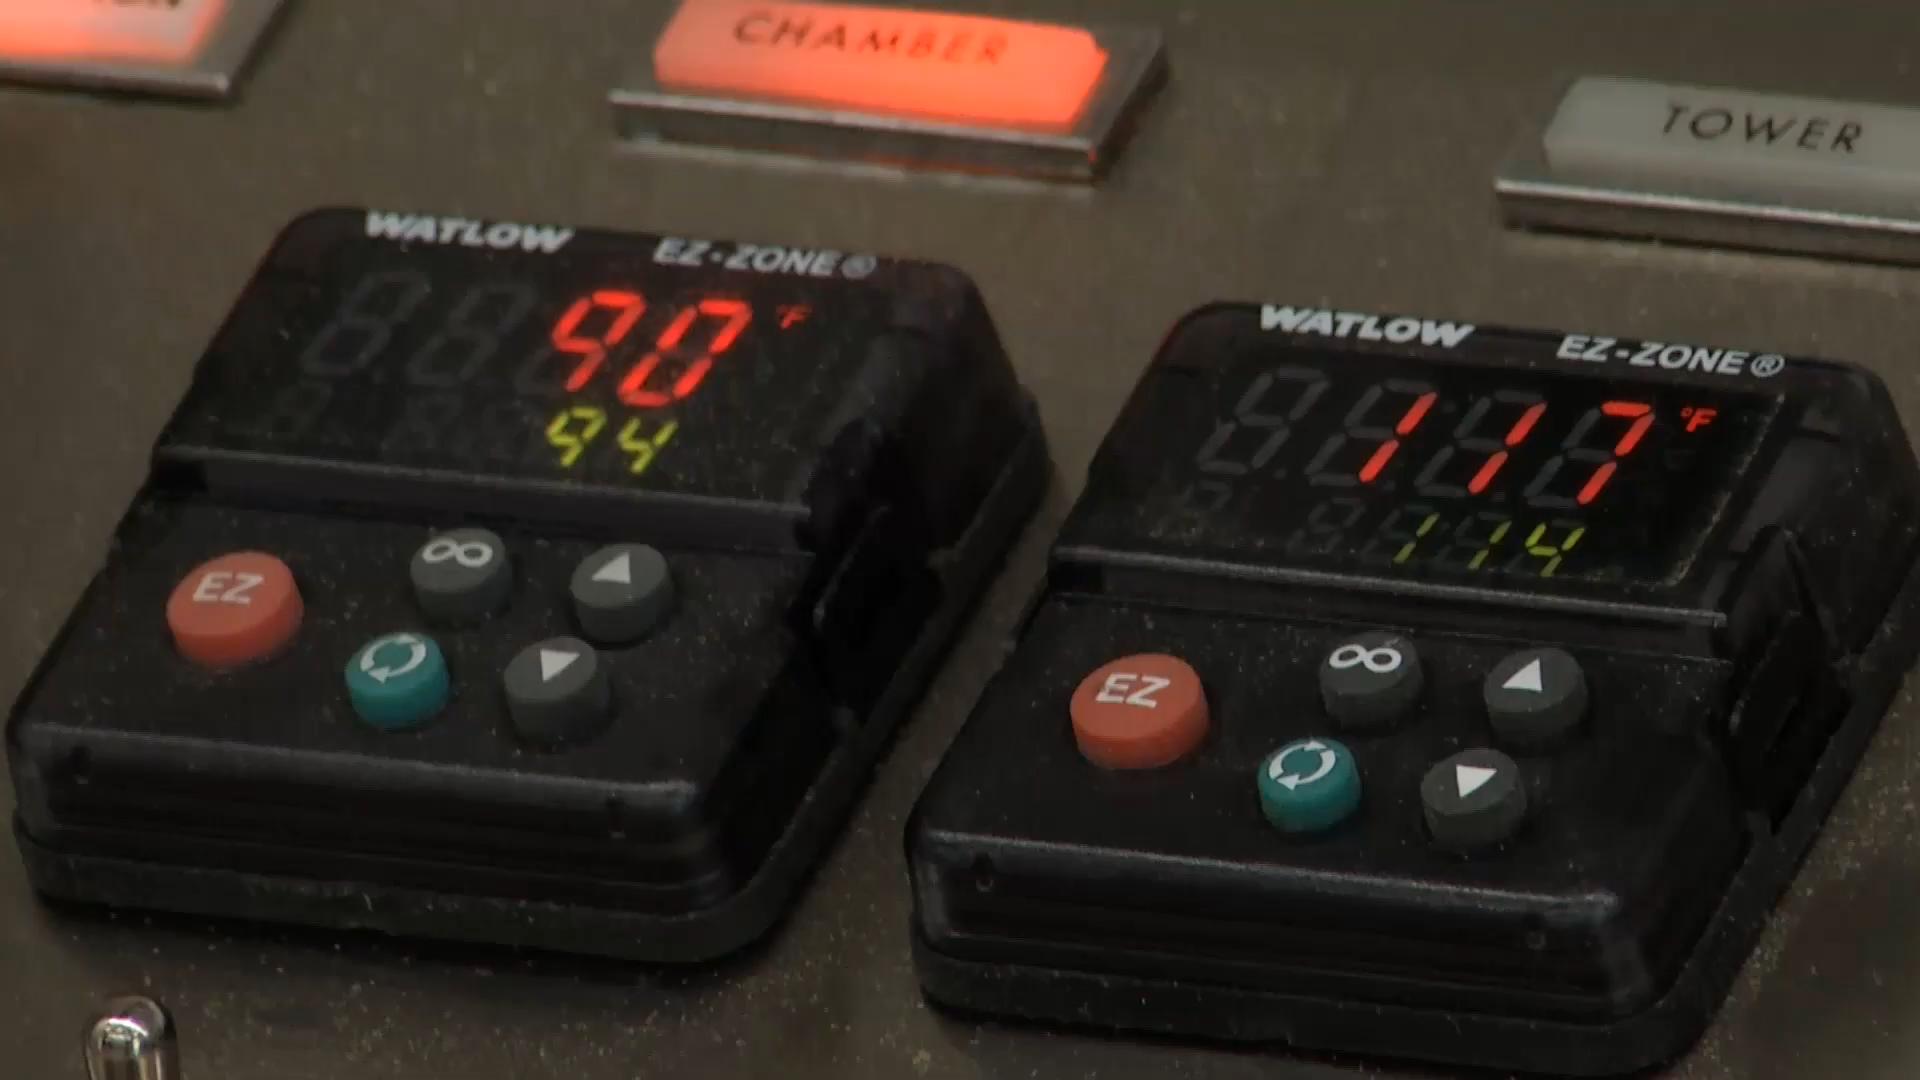 CHAMBER
TOWER
WATLOW EZ-ZONE®
90 °F
94
EZ
WATLOW EZ-ZONE®
117 °F
114
EZ